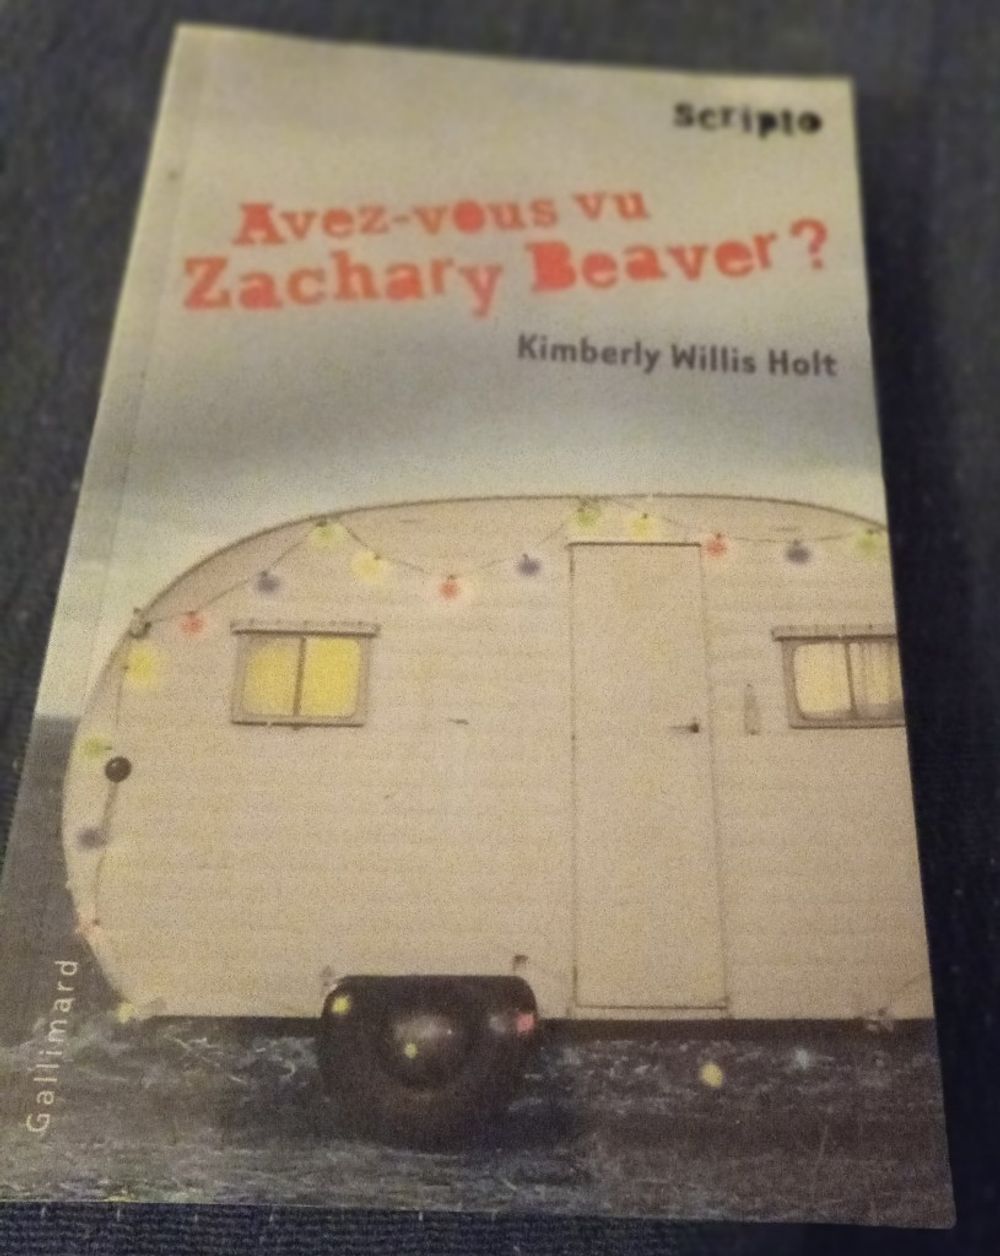 Scripto
Avez-vous vu
Zachary Beaver ?
Kimberly Willis Holt
Gallimard